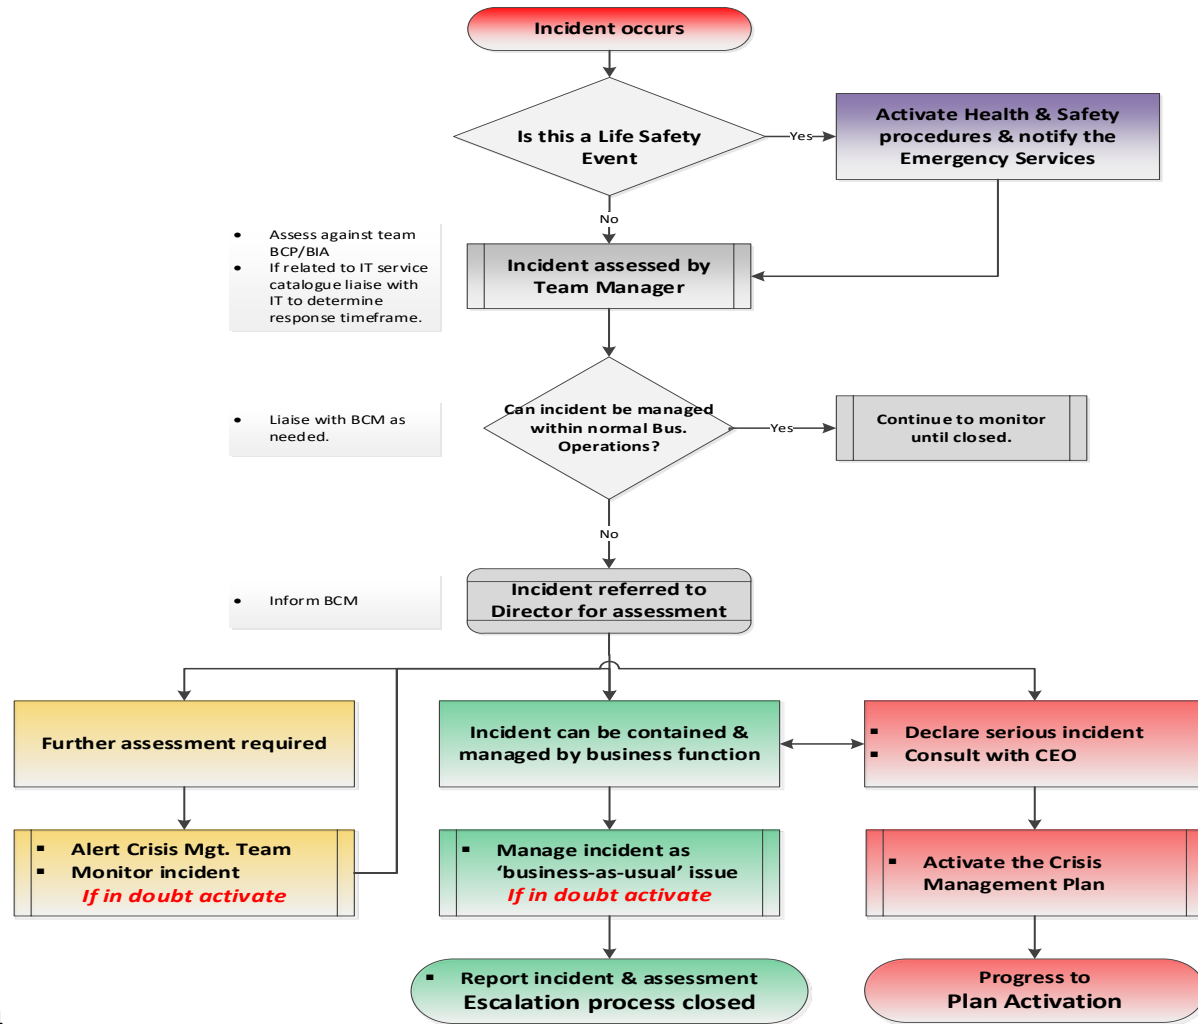 Incident occurs
Is this a Life Safety
Event
Yes
Activate Health & Safety
procedures & notify the
Emergency Services
No
• Assess against team
BCP/BIA
• If related to IT service
catalogue liaise with
IT to determine
response timeframe.
Incident assessed by
Team Manager
• Liaise with BCM as
needed.
Can incident be managed
within normal Bus.
Operations?
Yes
Continue to monitor
until closed.
No
• Inform BCM
Incident referred to
Director for assessment
Further assessment required
Incident can be contained &
managed by business function
▪ Declare serious incident
▪ Consult with CEO
▪ Alert Crisis Mgt. Team
▪ Monitor incident
If in doubt activate
▪ Manage incident as
‘business-as-usual’ issue
If in doubt activate
▪ Activate the Crisis
Management Plan
▪ Report incident & assessment
Escalation process closed
Progress to
Plan Activation